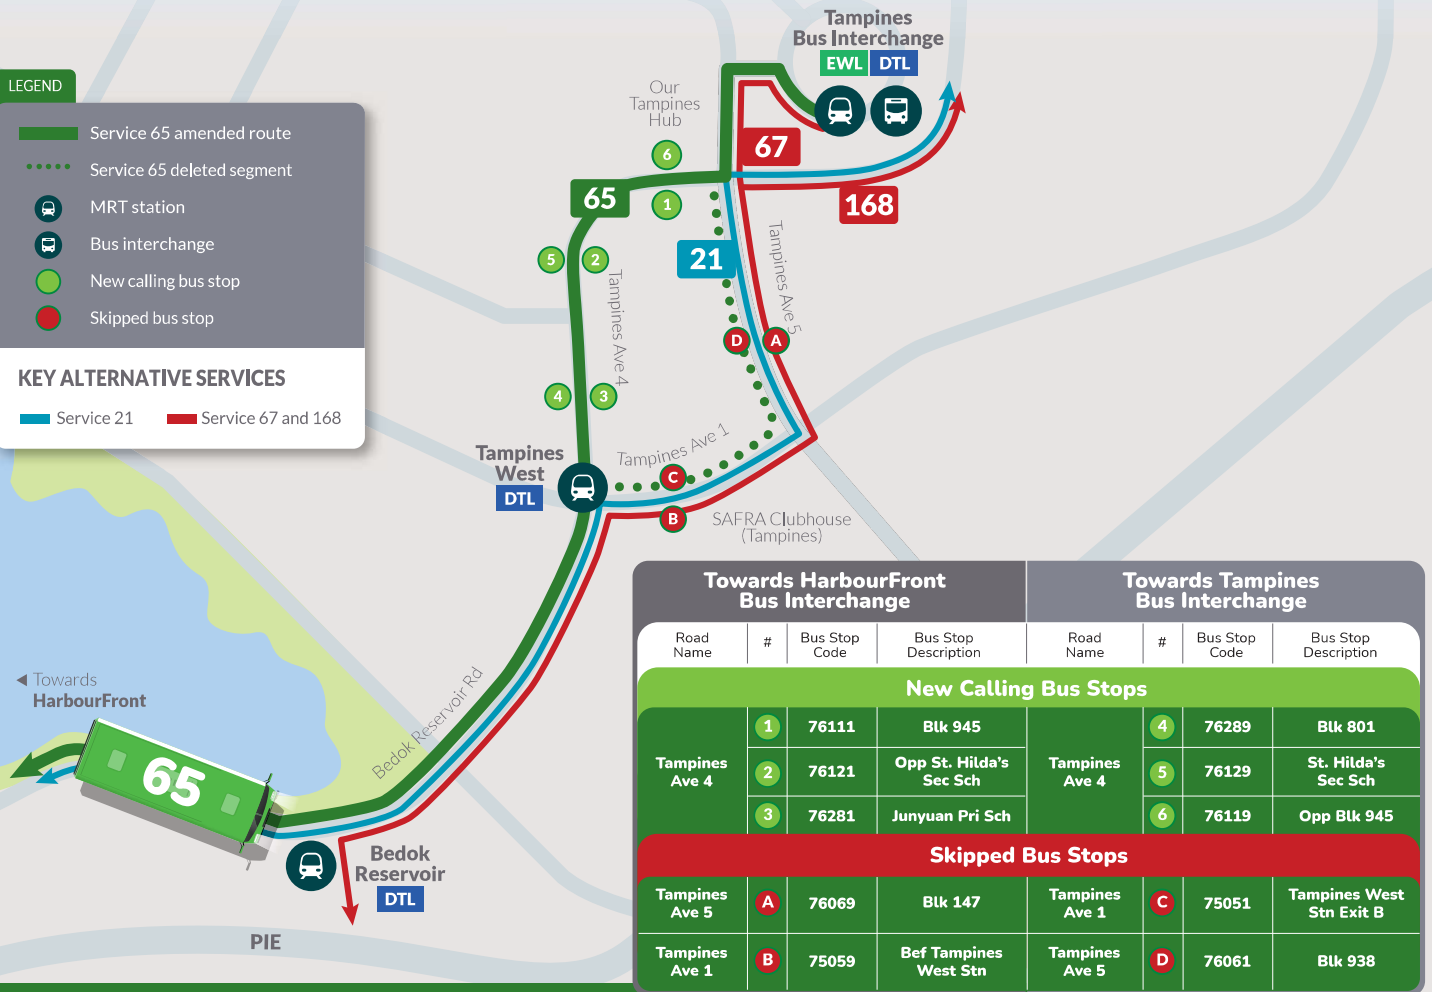 Tampines
Bus Interchange
EWL DTL
LEGEND
Service 65 amended route
Service 65 deleted segment
MRT station
Bus interchange
New calling bus stop
Skipped bus stop
KEY ALTERNATIVE SERVICES
Service 21
Service 67 and 168
Our
Tampines
Hub
6
67
65
1
168
21
Tampines Ave 5
5
2
Tampines Ave 4
D
A
4
3
Tampines
West
DTL
Tampines Ave 1
C
B
SAFRA Clubhouse
(Tampines)
Towards
HarbourFront
Bedok Reservoir Rd
65
Bedok
Reservoir
DTL
PIE
Towards HarbourFront
Bus Interchange
Towards Tampines
Bus Interchange
Road
Name
#
Bus Stop
Code
Bus Stop
Description
Road
Name
#
Bus Stop
Code
Bus Stop
Description
New Calling Bus Stops
Tampines
Ave 4
1 76111 Blk 945
2 76121 Opp St. Hilda's
Sec Sch
3 76281 Junyuan Pri Sch
Tampines
Ave 4
4 76289 Blk 801
5 76129 St. Hilda's
Sec Sch
6 76119 Opp Blk 945
Skipped Bus Stops
Tampines
Ave 5
A 76069 Blk 147
Tampines
Ave 1
C 75051 Tampines West
Stn Exit B
Tampines
Ave 1
B 75059 Bef Tampines
West Stn
Tampines
Ave 5
D 76061 Blk 938